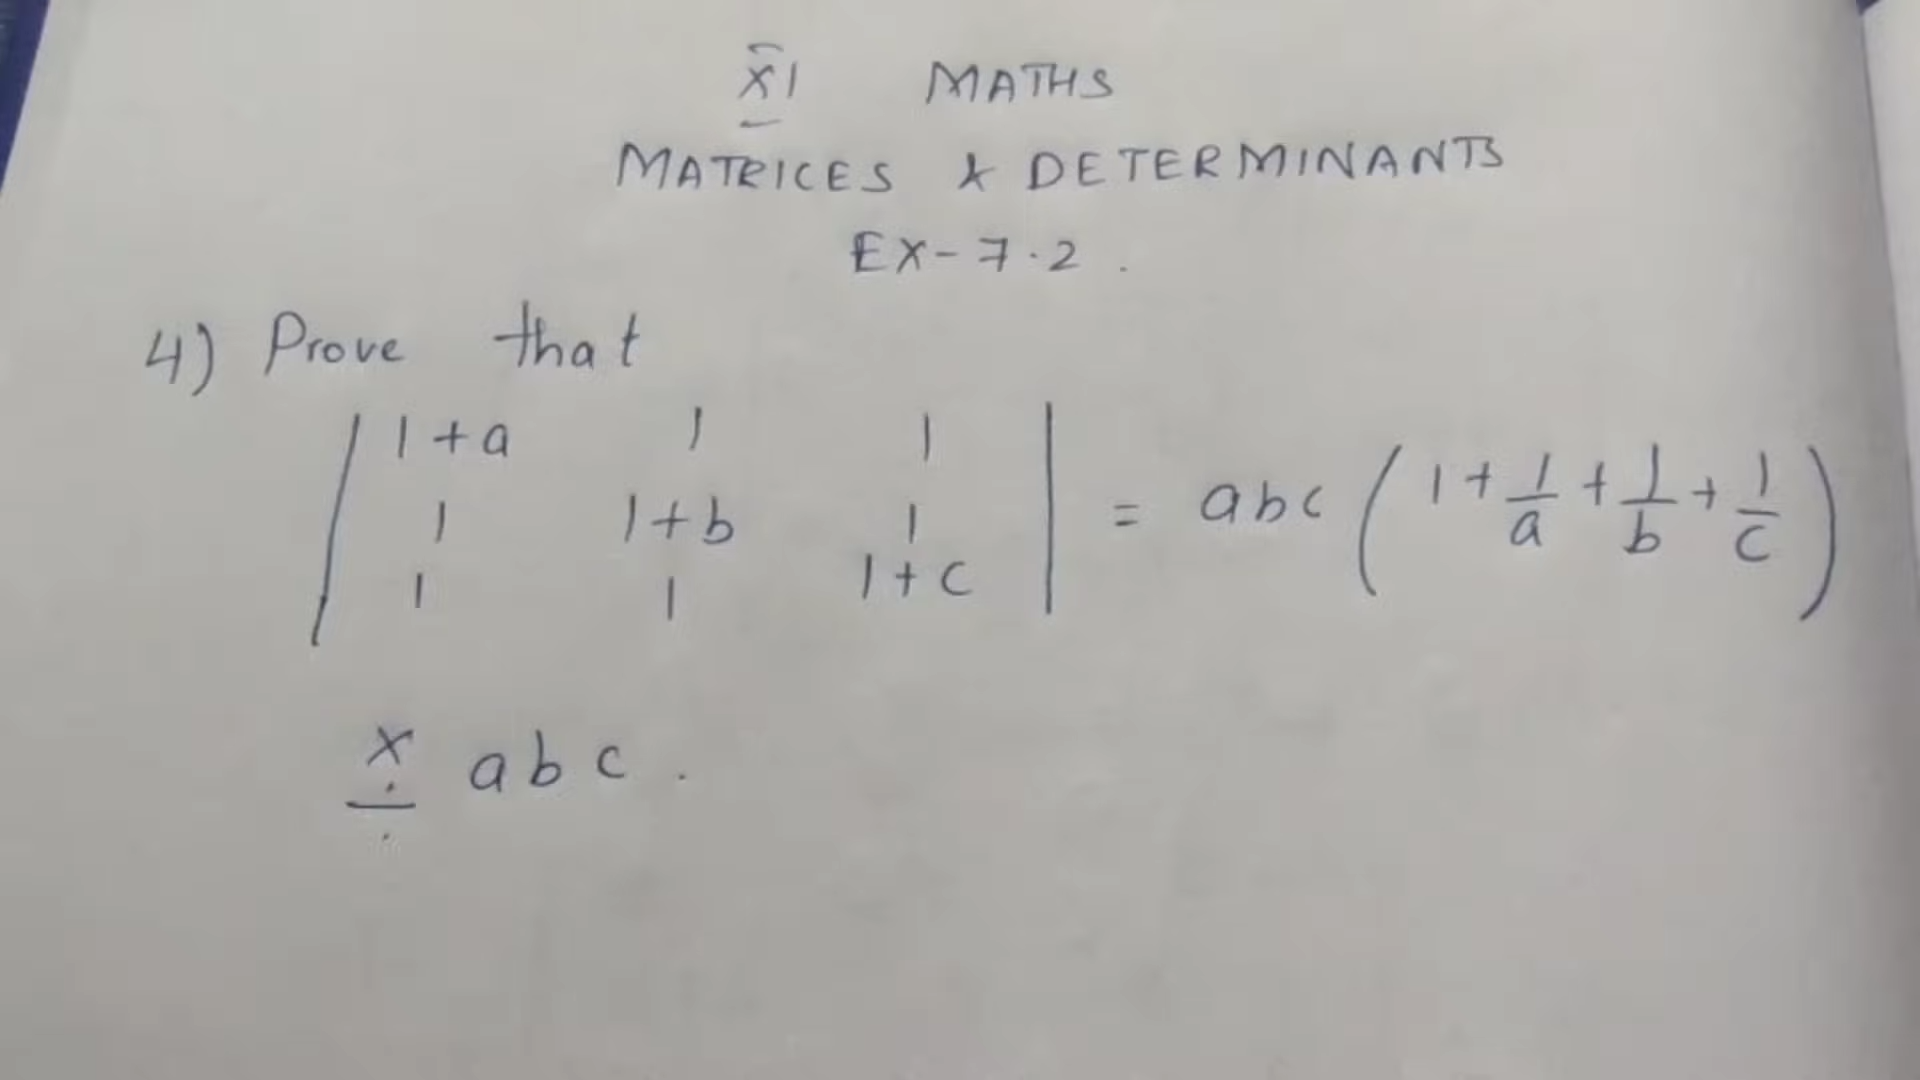 XI MATHS
MATRICES & DETERMINANTS
EX-7.2.
4) Prove that
| 1+a 1 1 |
| 1 1+b 1 | = abc (1 + 1/a + 1/b + 1/c)
| 1 1 1+c |
× ÷ abc.